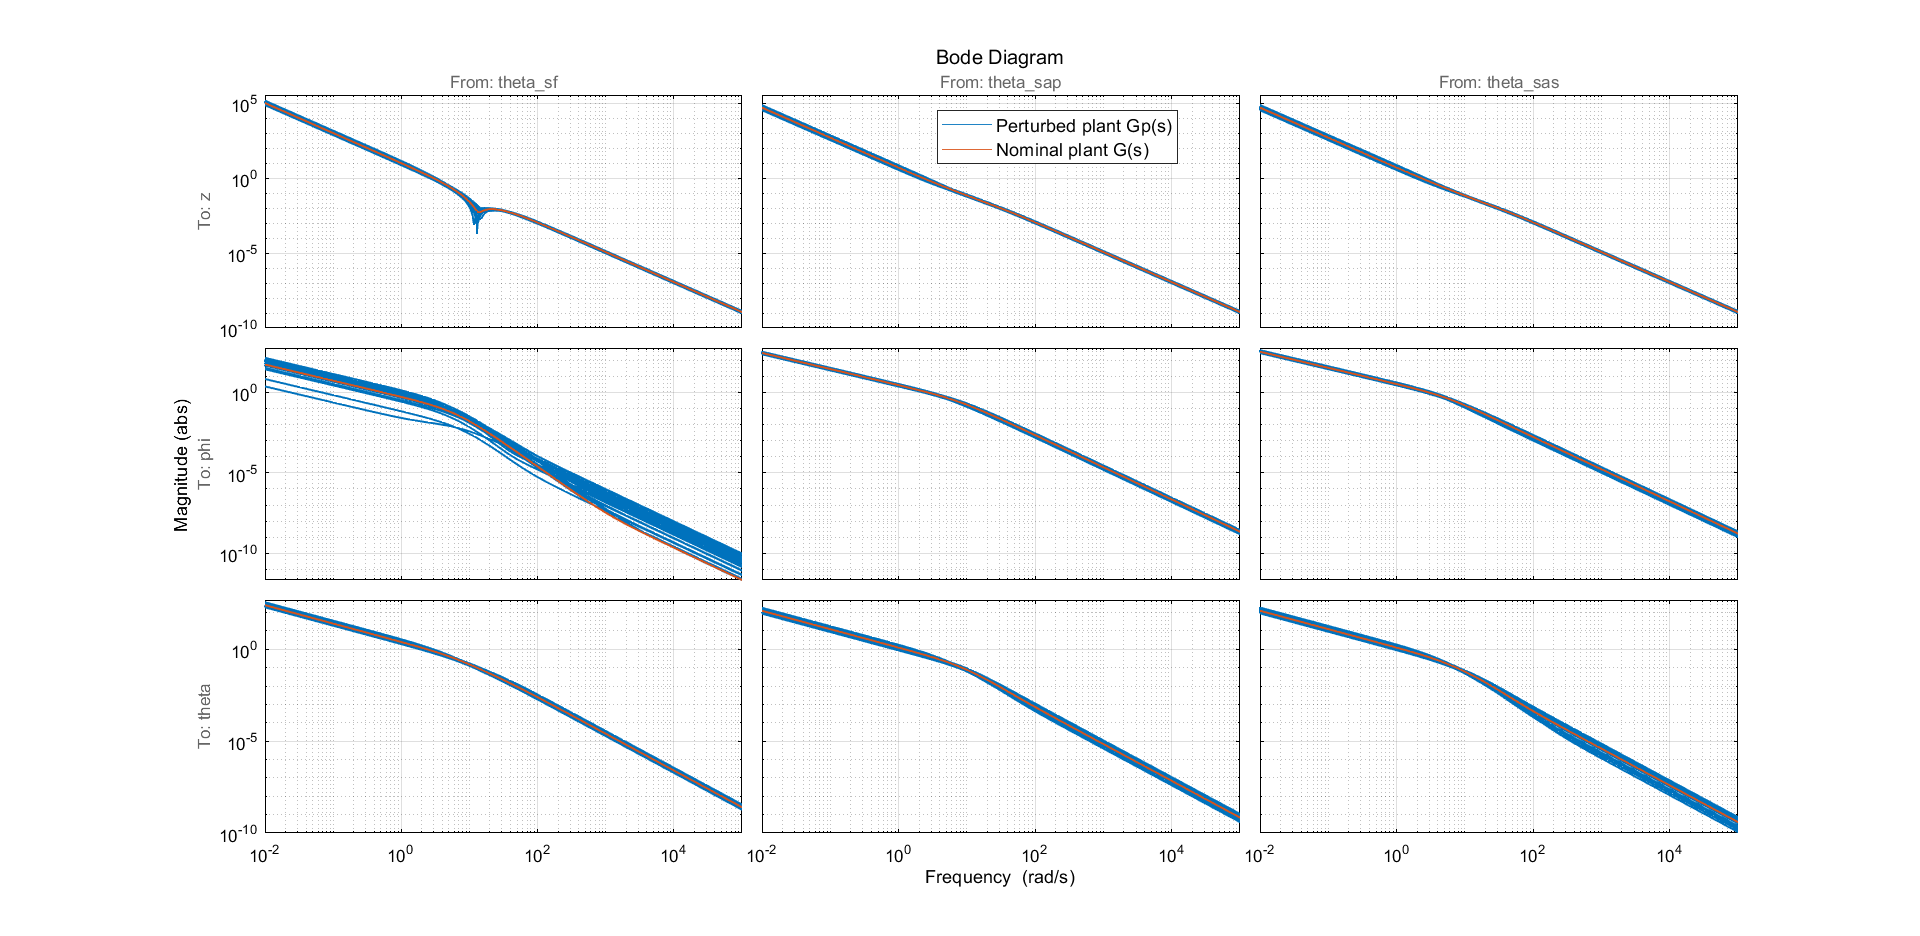 Bode Diagram
From: theta_sf
From: theta_sap
From: theta_sas
Perturbed plant Gp(s)
Nominal plant G(s)
Magnitude (abs)
To: z
10^5
10^0
10^-5
10^-10
To: phi
10^0
10^-5
10^-10
To: theta
10^0
10^-5
10^-10
10^-2 10^0 10^2 10^4 10^-2 10^0 10^2 10^4 10^-2 10^0 10^2 10^4
Frequency (rad/s)